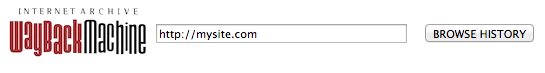 INTERNET ARCHIVE
WayBackMachine
http://mysite.com
BROWSE HISTORY